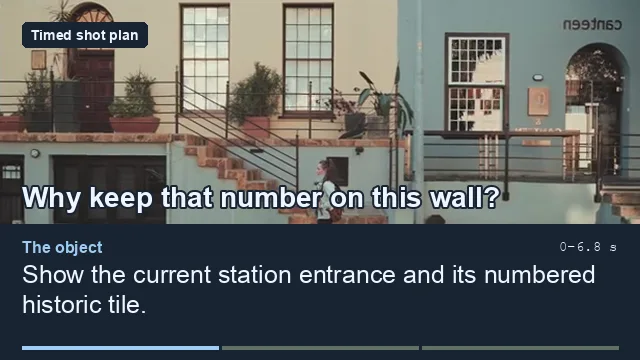 Timed shot plan
canteen
Why keep that number on this wall?
The object
0–6.8 s
Show the current station entrance and its numbered
historic tile.